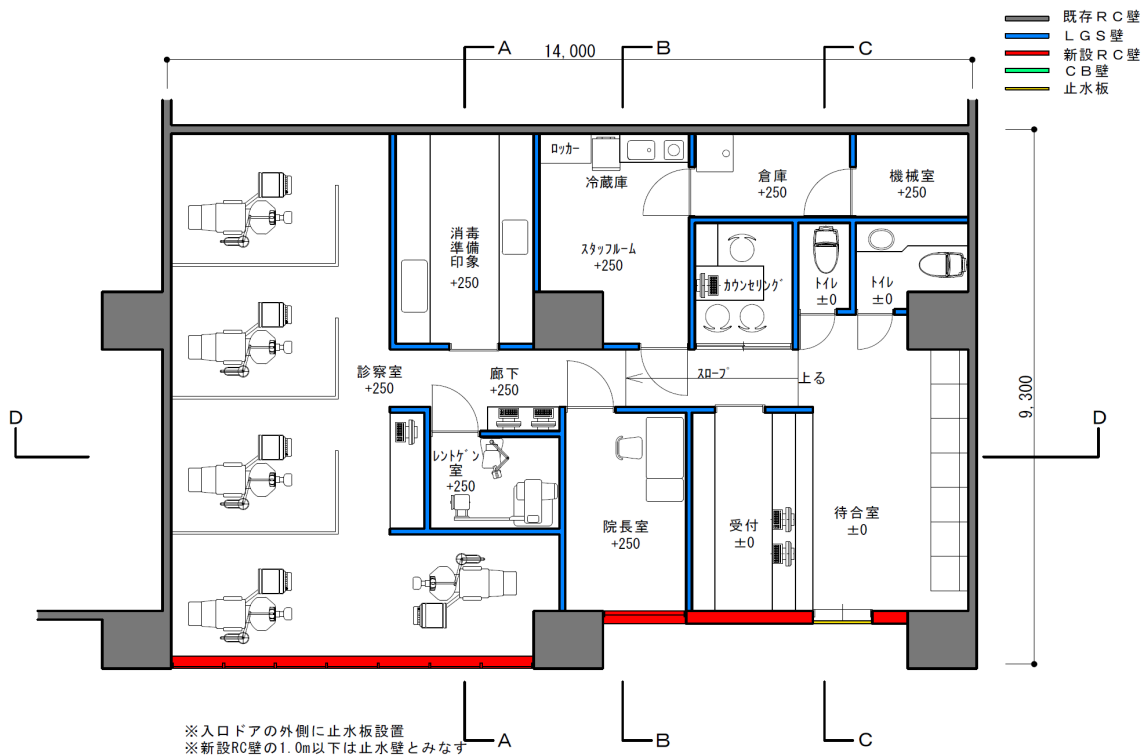 既存RC壁
LGS壁
新設RC壁
CB壁
止水板
A
B
C
14,000
ロッカー
冷蔵庫
倉庫
+250
機械室
+250
消毒
準備
印象
+250
スタッフルーム
+250
カウンセリング
トイレ
±0
トイレ
±0
診察室
+250
廊下
+250
スロープ
上る
9,300
D
D
レントゲン
室
+250
院長室
+250
受付
±0
待合室
±0
※入口ドアの外側に止水板設置
※新設RC壁の1.0m以下は止水壁とみなす
A
B
C